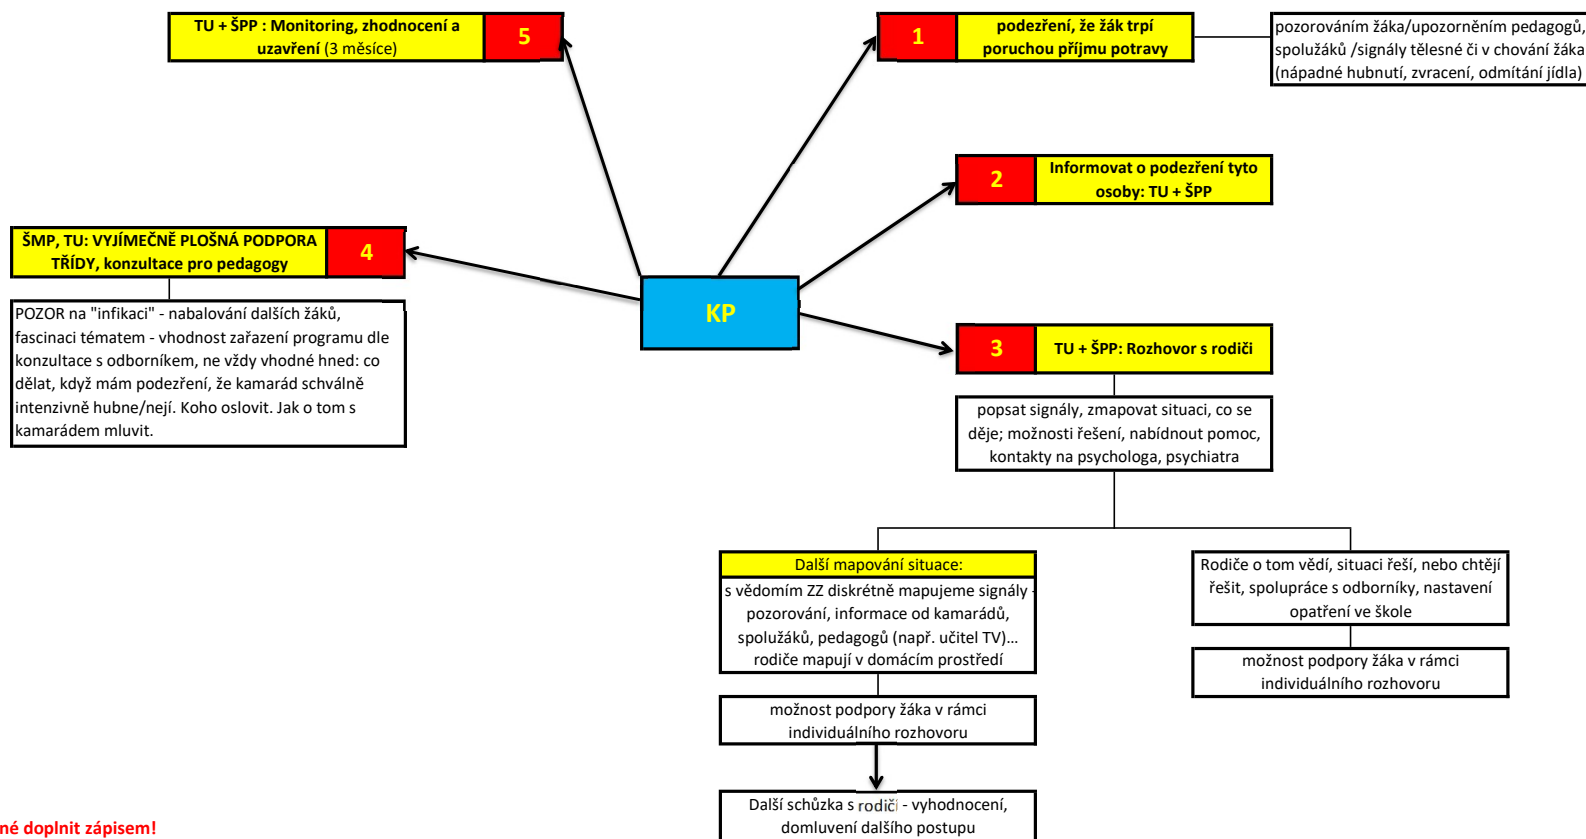 TU + ŠPP : Monitoring, zhodnocení a
uzavření (3 měsíce)
5
1
podezření, že žák trpí
poruchou příjmu potravy
pozorováním žáka/upozorněním pedagogů,
spolužáků /signály tělesné či v chování žáka
(nápadné hubnutí, zvracení, odmítání jídla)
2
Informovat o podezření tyto
osoby: TU + ŠPP
ŠMP, TU: VYJÍMEČNĚ PLOŠNÁ PODPORA
TŘÍDY, konzultace pro pedagogy
4
POZOR na "infikaci" - nabalování dalších žáků,
fascinaci tématem - vhodnost zařazení programu dle
konzultace s odborníkem, ne vždy vhodné hned: co
dělat, když mám podezření, že kamarád schválně
intenzivně hubne/nejí. Koho oslovit. Jak o tom s
kamarádem mluvit.
KP
3
TU + ŠPP: Rozhovor s rodiči
popsat signály, zmapovat situaci, co se
děje; možnosti řešení, nabídnout pomoc,
kontakty na psychologa, psychiatra
Další mapování situace:
s vědomím ZZ diskrétně mapujeme signály -
pozorování, informace od kamarádů,
spolužáků, pedagogů (např. učitel TV)...
rodiče mapují v domácím prostředí
možnost podpory žáka v rámci
individuálního rozhovoru
Další schůzka s rodiči - vyhodnocení,
domluvení dalšího postupu
Rodiče o tom vědí, situaci řeší, nebo chtějí
řešit, spolupráce s odborníky, nastavení
opatření ve škole
možnost podpory žáka v rámci
individuálního rozhovoru
né doplnit zápisem!